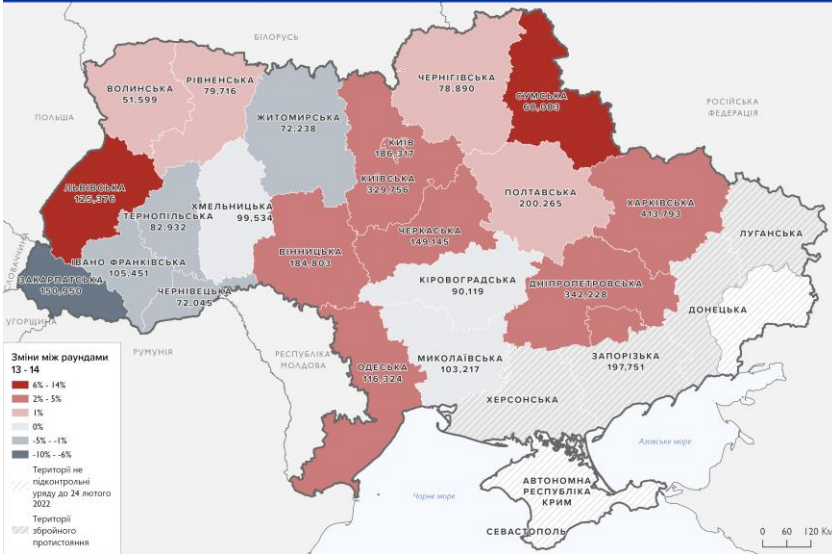 БІЛОРУСЬ
ВОЛИНСЬКА
51,599
РІВНЕНСЬКА
79,716
ЧЕРНІГІВСЬКА
78,890
СУМСЬКА
68,083
РОСІЙСЬКА
ФЕДЕРАЦІЯ
ПОЛЬЩА
ЖИТОМИРСЬКА
72,238
КИЇВ
186,317
КИЇВСЬКА
329,756
ЛЬВІВСЬКА
125,376
ХМЕЛЬНИЦЬКА
99,534
ТЕРНОПІЛЬСЬКА
82,932
ПОЛТАВСЬКА
200,265
ХАРКІВСЬКА
413,793
ЧЕРКАСЬКА
149,145
ЛУГАНСЬКА
ВІННИЦЬКА
184,803
СЛОВАЧЧИНА
ІВАНО ФРАНКІВСЬКА
105,451
ЗАКАРПАТСЬКА
150,950
ЧЕРНІВЕЦЬКА
72,045
КІРОВОГРАДСЬКА
90,119
ДНІПРОПЕТРОВСЬКА
342,228
ДОНЕЦЬКА
УГОРЩИНА
РУМУНІЯ
РЕСПУБЛІКА
МОЛДОВА
ОДЕСЬКА
116,324
МИКОЛАЇВСЬКА
103,217
ЗАПОРІЗЬКА
197,751
ХЕРСОНСЬКА
Азовське море
Чорне море
АВТОНОМНА
РЕСПУБЛІКА
КРИМ
СЕВАСТОПОЛЬ
Зміни між раундами
13 - 14
6% - 14%
2% - 5%
1%
0%
-5% - -1%
-10% - -6%
Території не
підконтрольні
уряду до 24 лютого
2022
Території
збройного
протистояння
0 60 120 Км